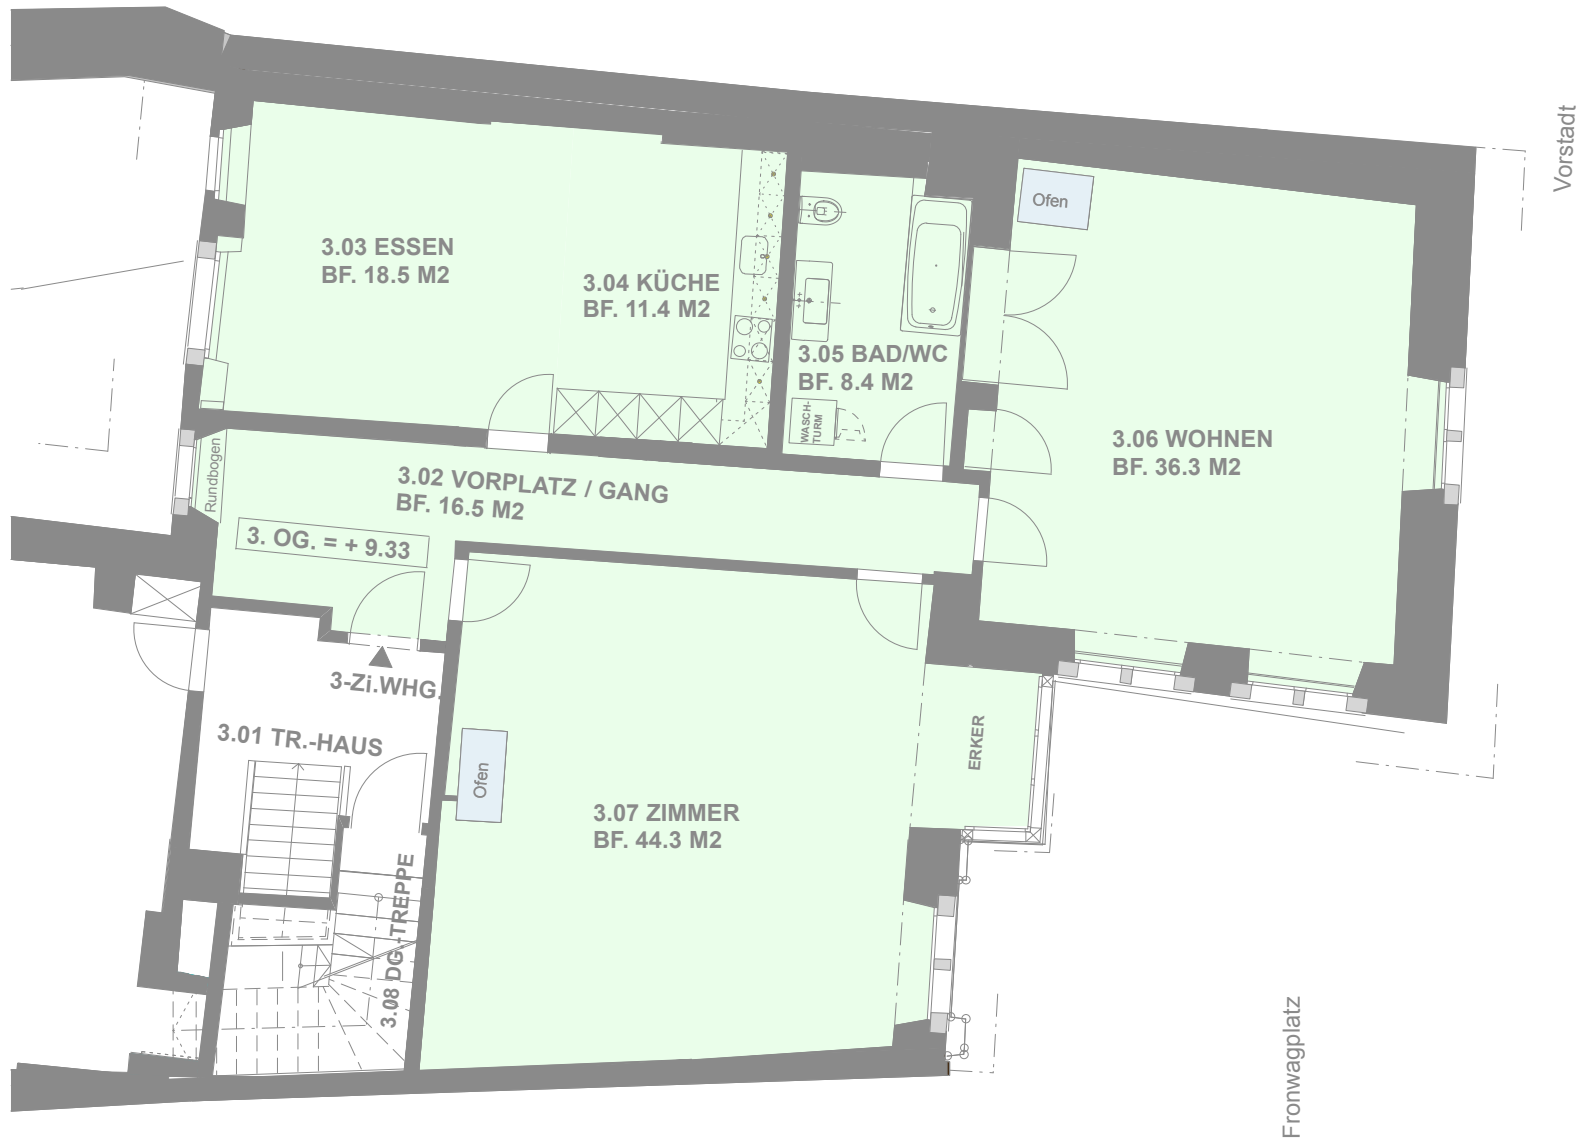 Vorstadt
Ofen
3.03 ESSEN
BF. 18.5 M2
3.04 KÜCHE
BF. 11.4 M2
3.05 BAD/WC
BF. 8.4 M2
WASCH-
TURM
3.06 WOHNEN
BF. 36.3 M2
Rundbogen
3.02 VORPLATZ / GANG
BF. 16.5 M2
3. OG. = + 9.33
3-Zi.WHG.
3.01 TR.-HAUS
Ofen
ERKER
3.07 ZIMMER
BF. 44.3 M2
3.08 DG.-TREPPE
Fronwagplatz